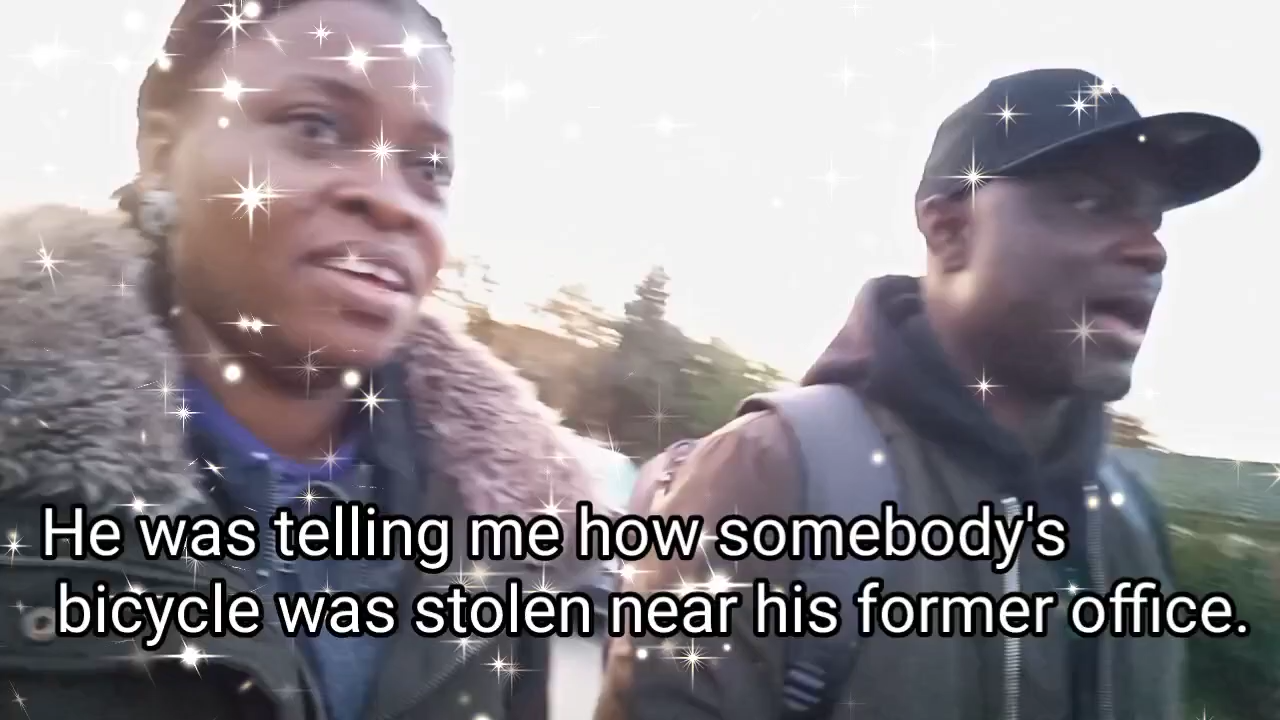 He was telling me how somebody's
bicycle was stolen near his former office.